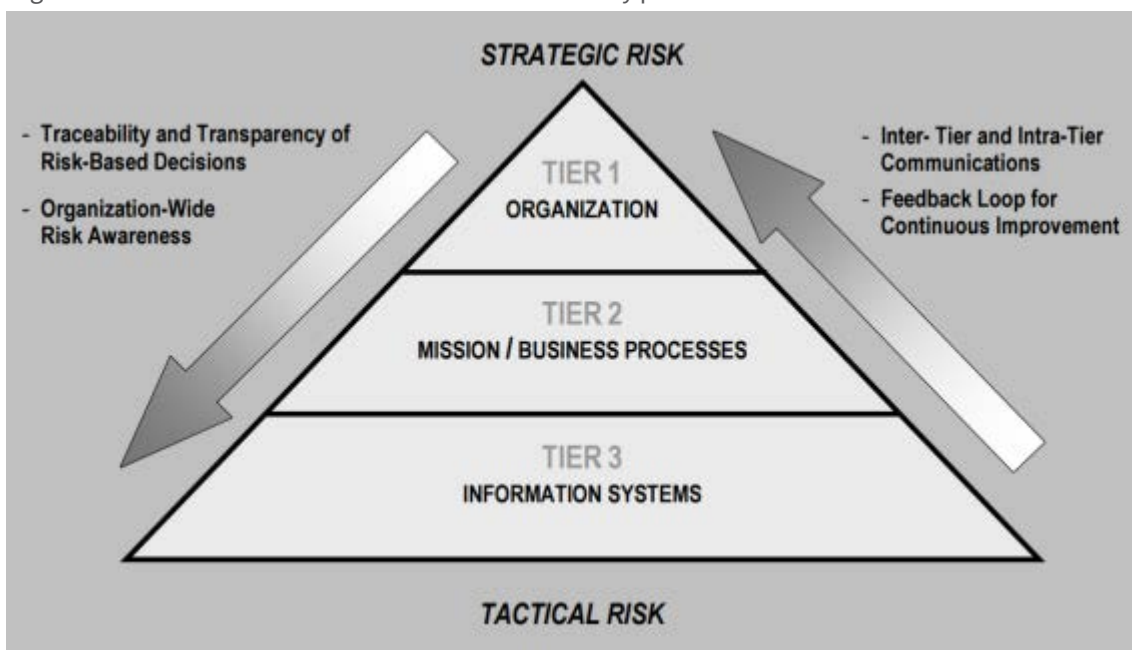 STRATEGIC RISK
- Traceability and Transparency of
Risk-Based Decisions
- Organization-Wide
Risk Awareness
- Inter- Tier and Intra-Tier
Communications
- Feedback Loop for
Continuous Improvement
TIER 1
ORGANIZATION
TIER 2
MISSION / BUSINESS PROCESSES
TIER 3
INFORMATION SYSTEMS
TACTICAL RISK